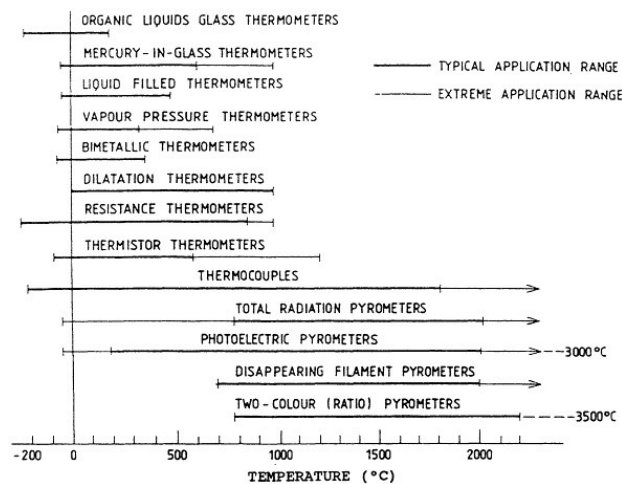 ORGANIC LIQUIDS GLASS THERMOMETERS
MERCURY-IN-GLASS THERMOMETERS
TYPICAL APPLICATION RANGE
LIQUID FILLED THERMOMETERS
EXTREME APPLICATION RANGE
VAPOUR PRESSURE THERMOMETERS
BIMETALLIC THERMOMETERS
DILATATION THERMOMETERS
RESISTANCE THERMOMETERS
THERMISTOR THERMOMETERS
THERMOCOUPLES
TOTAL RADIATION PYROMETERS
PHOTOELECTRIC PYROMETERS
3000°C
DISAPPEARING FILAMENT PYROMETERS
TWO-COLOUR (RATIO) PYROMETERS
3500°C
-200 0 500 1000 1500 2000
TEMPERATURE (°C)